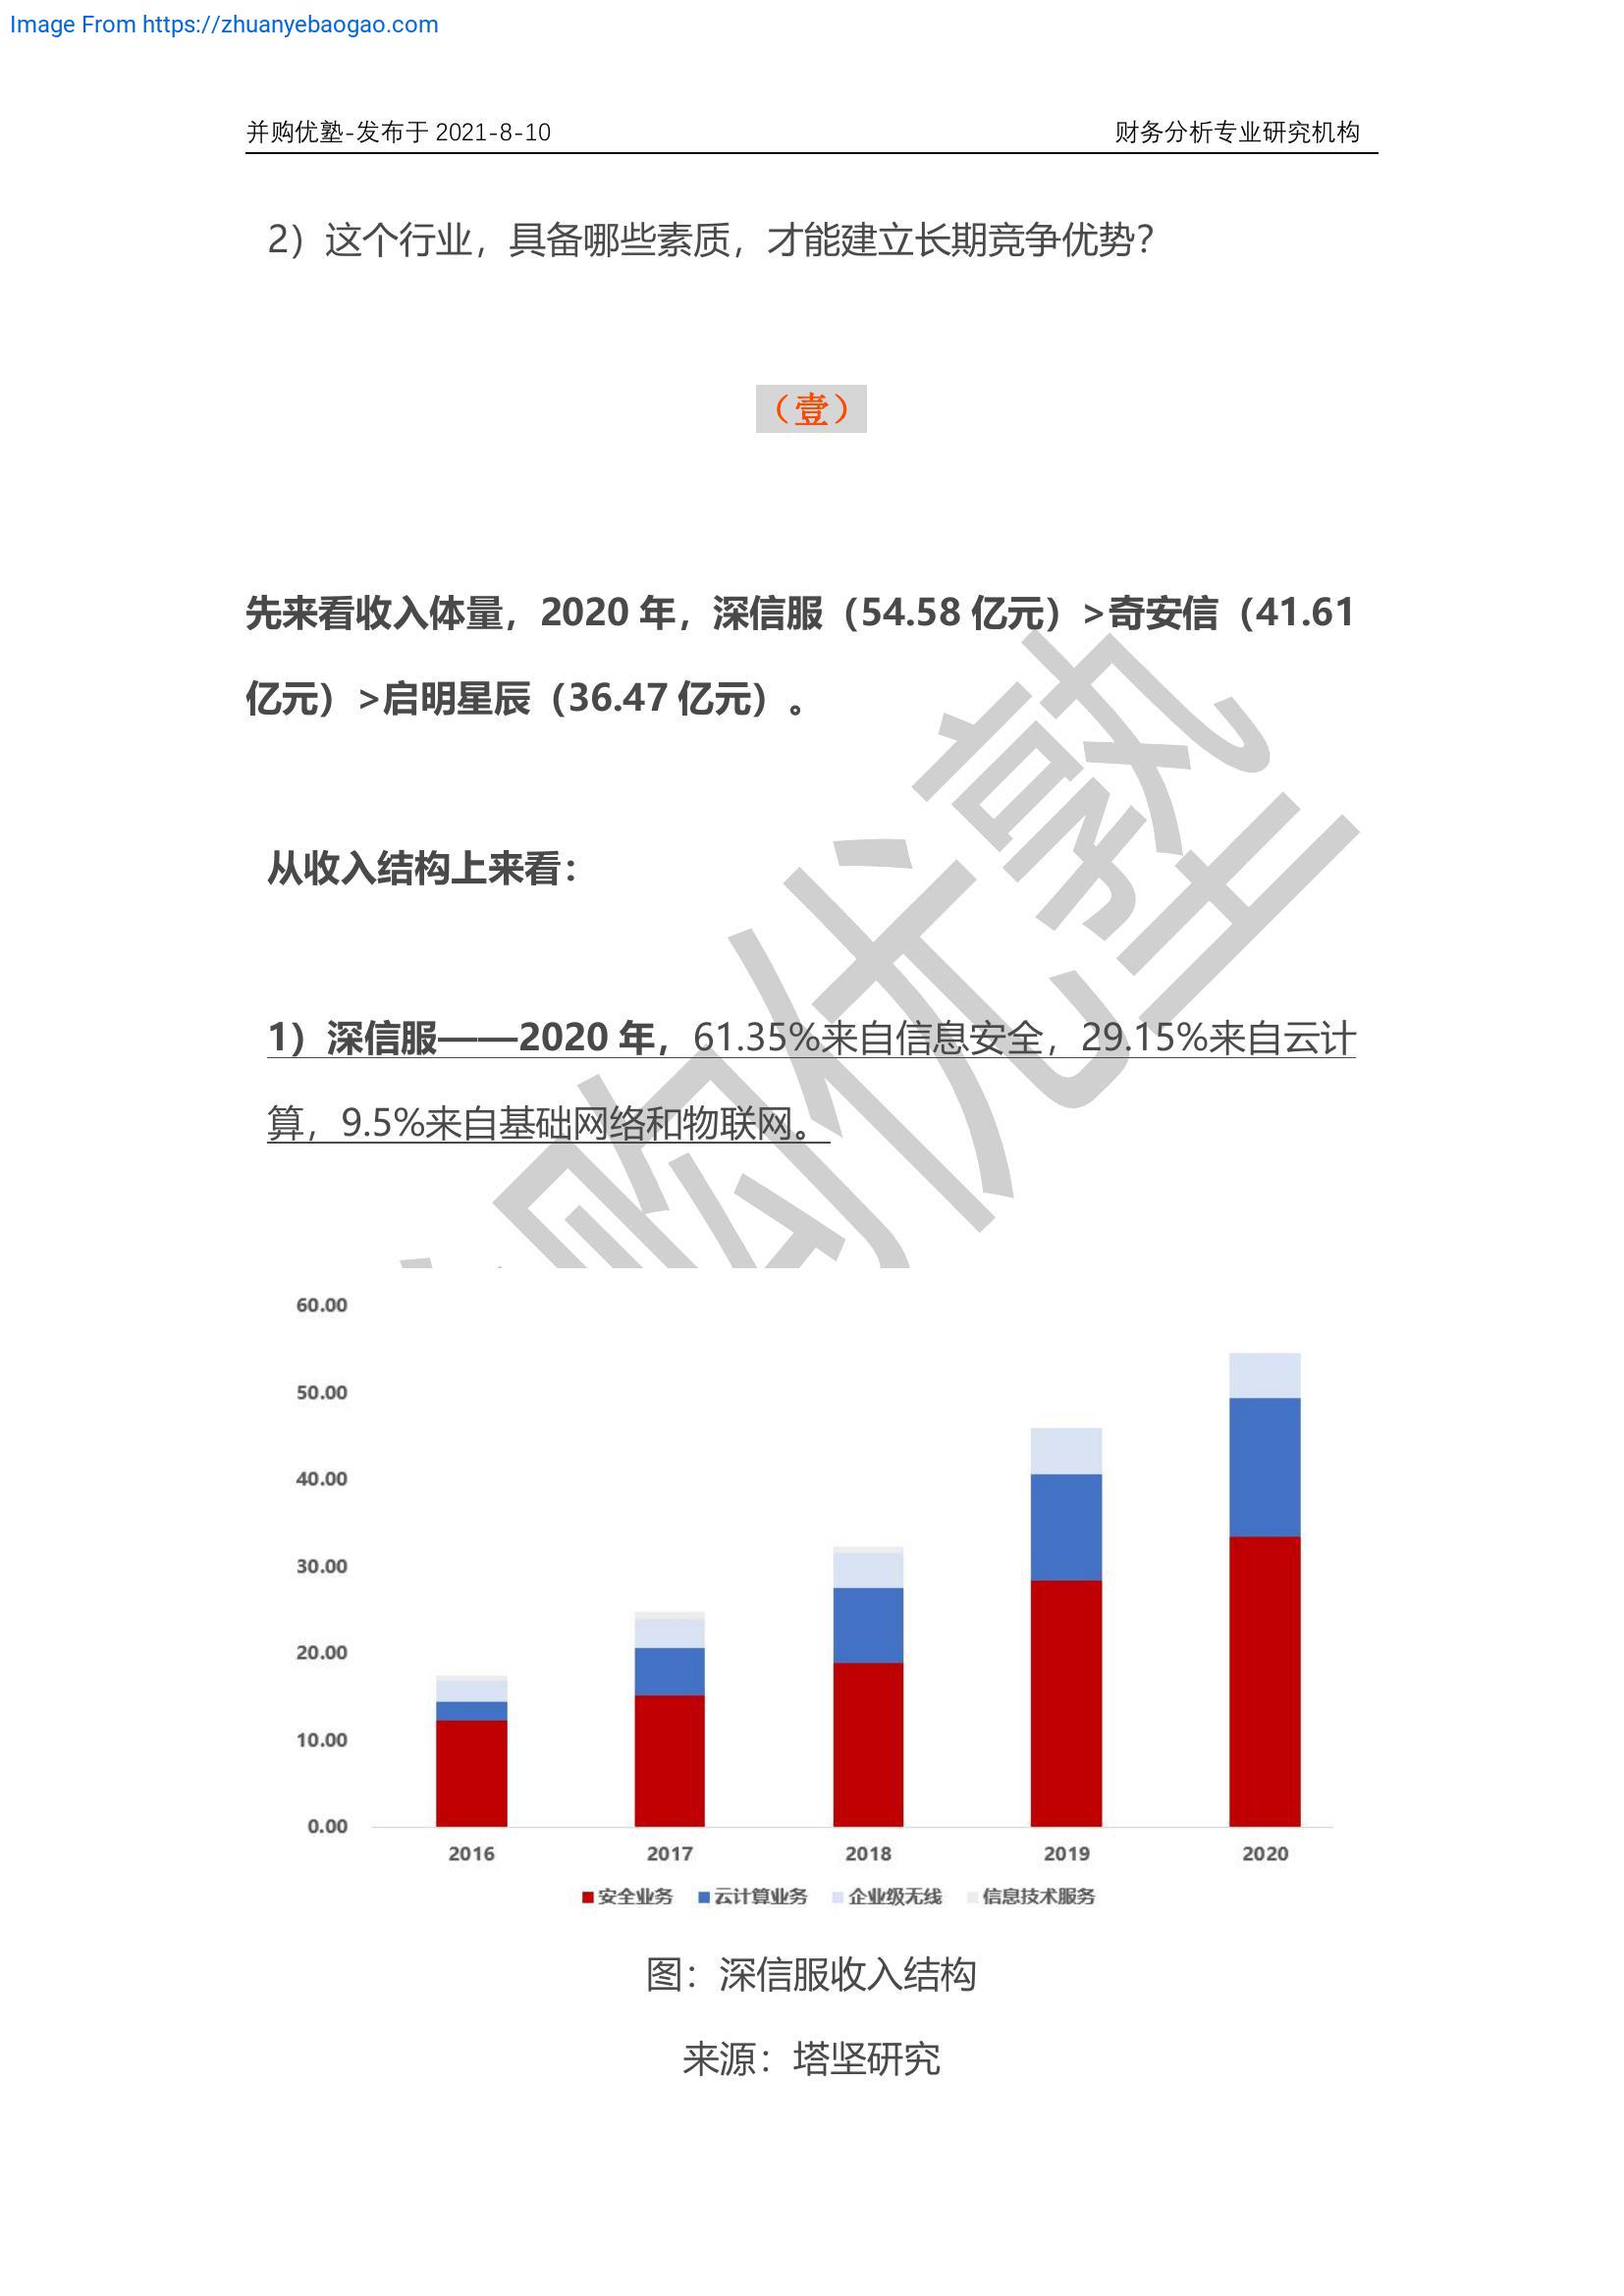 Image From https://zhuanyebaogao.com
并购优塾-发布于 2021-8-10 财务分析专业研究机构
2）这个行业，具备哪些素质，才能建立长期竞争优势？
（壹）
先来看收入体量，2020 年，深信服（54.58 亿元）>奇安信（41.61
亿元）>启明星辰（36.47 亿元）。
从收入结构上来看：
1）深信服——2020 年，61.35%来自信息安全，29.15%来自云计
算，9.5%来自基础网络和物联网。
购优塾
60.00
50.00
40.00
30.00
20.00
10.00
0.00
2016 2017 2018 2019 2020
安全业务 云计算业务 企业级无线 信息技术服务
图：深信服收入结构
来源：塔坚研究